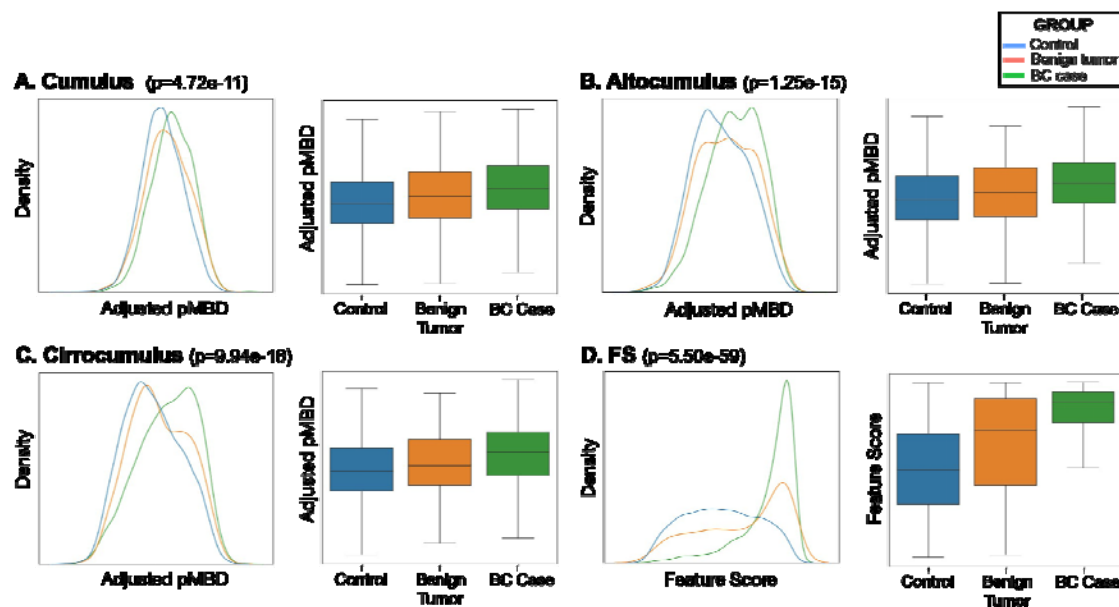 GROUP
Control
Benign tumor
BC case
A. Cumulus (p=4.72e-11)
Density
Adjusted pMBD
Adjusted pMBD
Control
Benign Tumor
BC Case
B. Altocumulus (p=1.25e-15)
Density
Adjusted pMBD
Adjusted pMBD
Control
Benign Tumor
BC Case
C. Cirrocumulus (p=9.94e-16)
Density
Adjusted pMBD
Adjusted pMBD
Control
Benign Tumor
BC Case
D. FS (p=5.50e-59)
Density
Feature Score
Feature Score
Control
Benign Tumor
BC Case